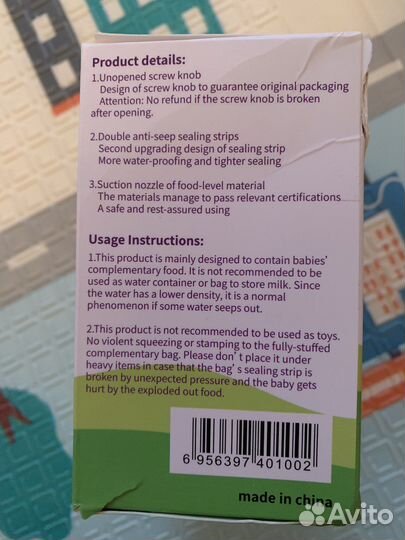 Product details:
1.Unopened screw knob
Design of screw knob to guarantee original packaging
Attention: No refund if the screw knob is broken
after opening.
2.Double anti-seep sealing strips
Second upgrading design of sealing strip
More water-proofing and tighter sealing
3.Suction nozzle of food-level material
The materials manage to pass relevant certifications
A safe and rest-assured using
Usage Instructions:
1.This product is mainly designed to contain babies'
complementary food. It is not recommended to be
used as water container or bag to store milk. Since
the water has a lower density, it is a normal
phenomenon if some water seeps out.
2.This product is not recommended to be used as toys.
No violent squeezing or stamping to the fully-stuffed
complementary bag. Please don't place it under
heavy items in case that the bag's sealing strip is
broken by unexpected pressure and the baby gets
hurt by the exploded out food.
6 956397 401002
made in china
Avito